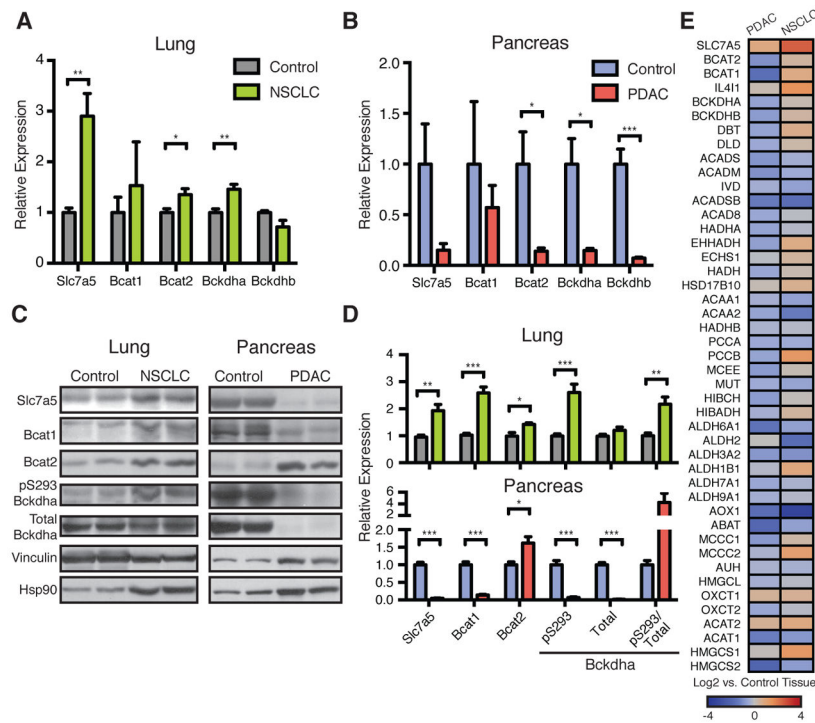 A
Lung
Relative Expression
4
3
2
1
0
**
*
**
Control
NSCLC
Slc7a5 Bcat1 Bcat2 Bckdha Bckdhb
B
Pancreas
Relative Expression
2.0
1.5
1.0
0.5
0.0
*
*
***
Control
PDAC
Slc7a5 Bcat1 Bcat2 Bckdha Bckdhb
C
Lung Pancreas
Control NSCLC Control PDAC
Slc7a5
Bcat1
Bcat2
pS293
Bckdha
Total
Bckdha
Vinculin
Hsp90
D
Lung
Relative Expression
4
3
2
1
0
**
***
*
***
**
Pancreas
6
4
2
2.0
1.5
1.0
0.5
0.0
***
***
*
***
***
Slc7a5
Bcat1
Bcat2
pS293
Total
pS293/
Total
Bckdha
E
PDAC NSCLC
SLC7A5
BCAT2
BCAT1
IL4I1
BCKDHA
BCKDHB
DBT
DLD
ACADS
ACADM
IVD
ACADSB
ACAD8
HADHA
EHHADH
ECHS1
HADH
HSD17B10
ACAA1
ACAA2
HADHB
PCCA
PCCB
MCEE
MUT
HIBCH
HIBADH
ALDH6A1
ALDH2
ALDH3A2
ALDH1B1
ALDH7A1
ALDH9A1
AOX1
ABAT
MCCC1
MCCC2
AUH
HMGCL
OXCT1
OXCT2
ACAT2
ACAT1
HMGCS1
HMGCS2
Log2 vs. Control Tissue
-4 0 4